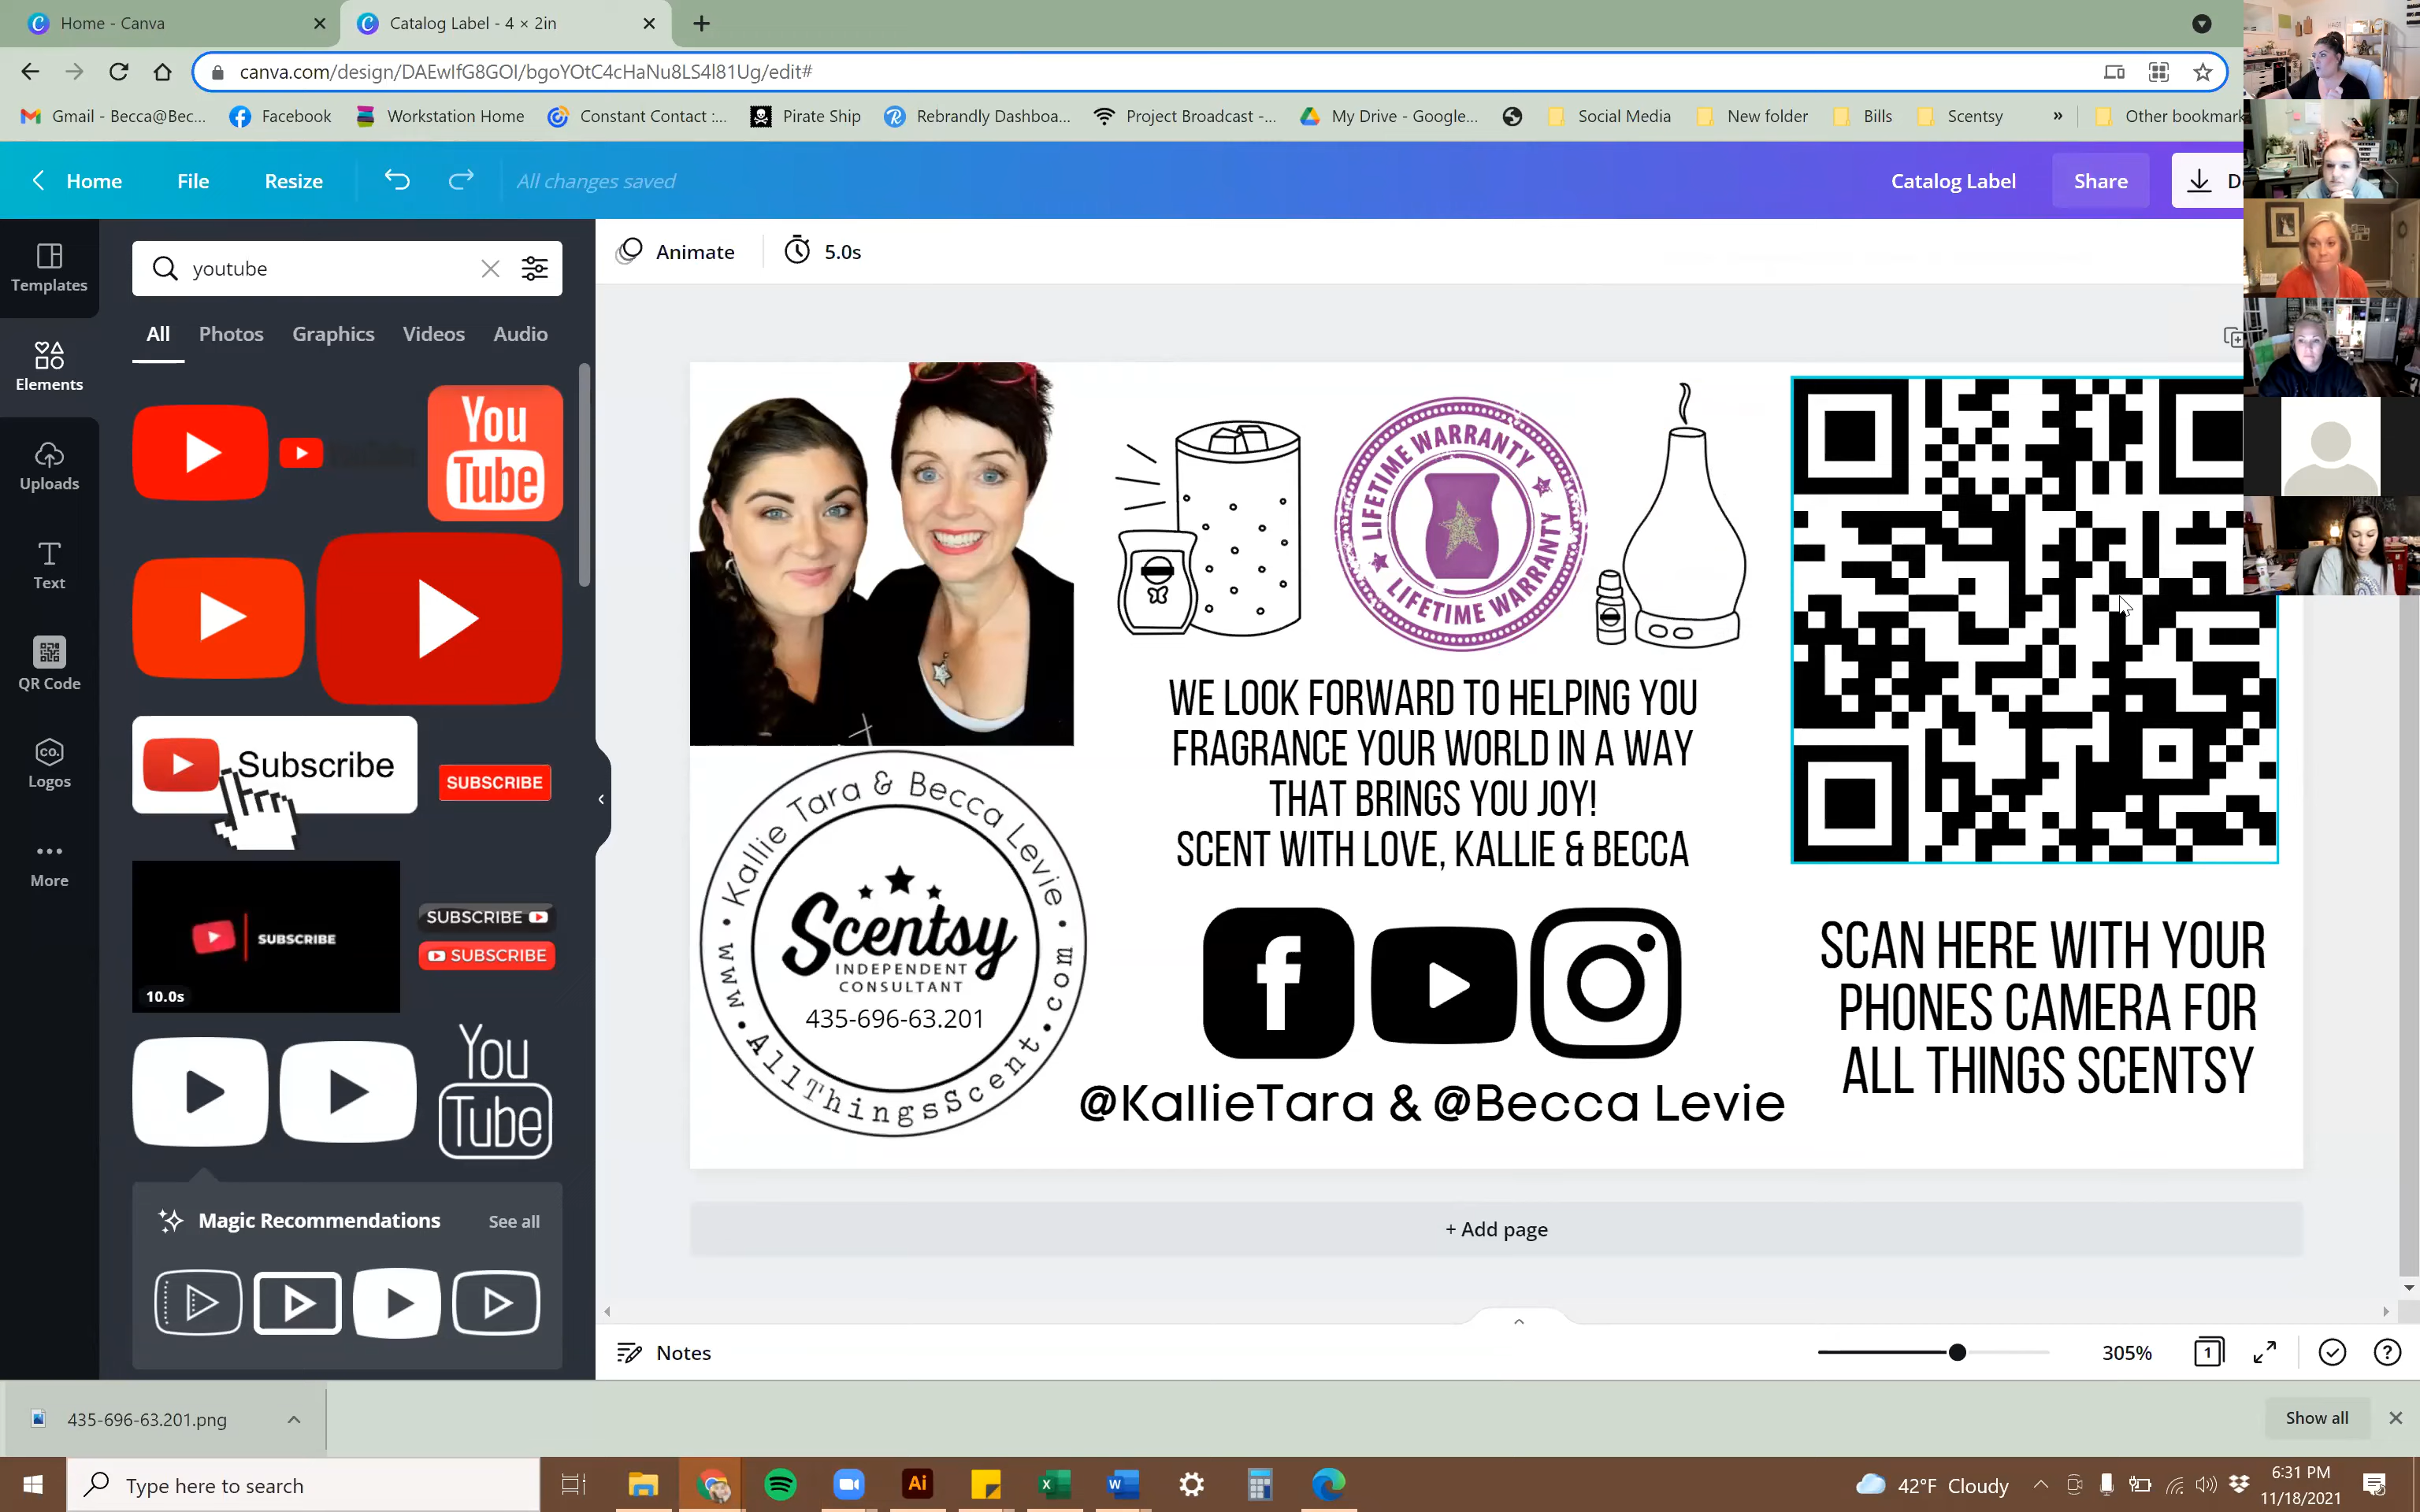 Home - Canva
Catalog Label - 4 × 2in
canva.com/design/DAEwIfG8GOI/bgoYOtC4cHaNu8LS4I81Ug/edit#
Gmail - Becca@Bec...
Facebook
Workstation Home
Constant Contact :...
Pirate Ship
Rebrandly Dashboa...
Project Broadcast -...
My Drive - Google...
Social Media
New folder
Bills
Scentsy
»
Other bookmark
Home
File
Resize
All changes saved
Catalog Label
Share
Templates
Elements
Uploads
Text
QR Code
CO.
Logos
More
youtube
All
Photos
Graphics
Videos
Audio
You
Tube
Subscribe
SUBSCRIBE
SUBSCRIBE
10.0s
SUBSCRIBE
SUBSCRIBE
You
Tube
Magic Recommendations
See all
Animate
5.0s
LIFETIME WARRANTY
LIFETIME WARRANTY
WE LOOK FORWARD TO HELPING YOU
FRAGRANCE YOUR WORLD IN A WAY
THAT BRINGS YOU JOY!
SCENT WITH LOVE, KALLIE & BECCA
Kallie Tara & Becca Levie
Scentsy
INDEPENDENT
CONSULTANT
435-696-63.201
www.AllThingsScent.com
@KallieTara & @Becca Levie
SCAN HERE WITH YOUR
PHONES CAMERA FOR
ALL THINGS SCENTSY
+ Add page
Notes
305%
1
?
435-696-63.201.png
Show all
Type here to search
Ai
42°F Cloudy
6:31 PM
11/18/2021